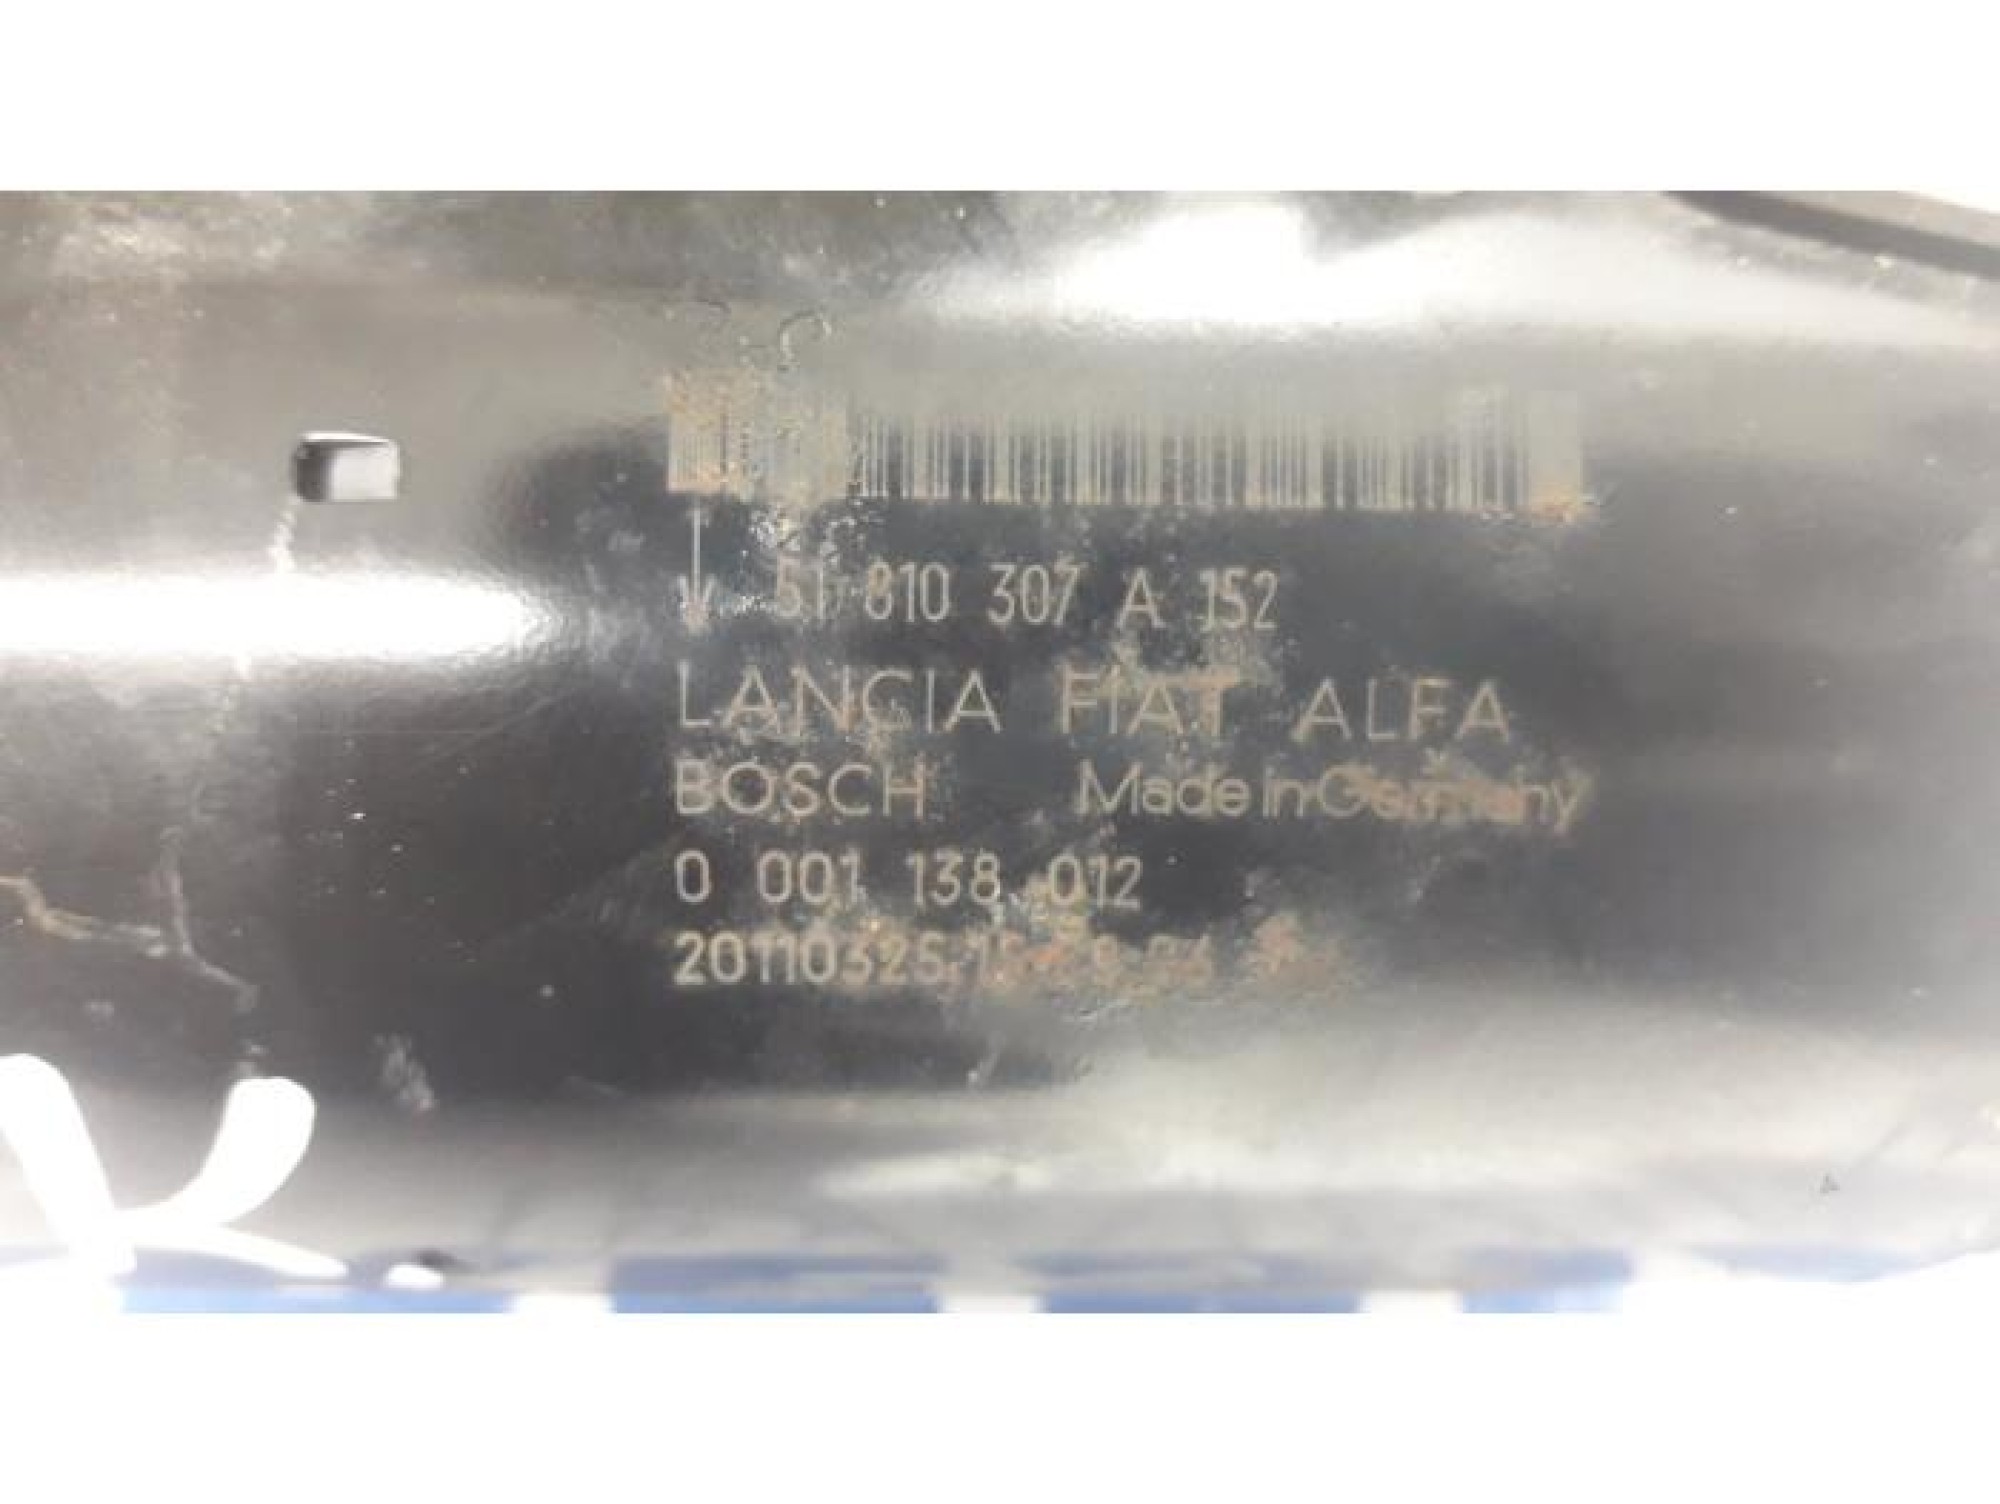 51 810 307 A 152
LANCIA FIAT ALFA
BOSCH Made in Germany
0 001 138 012
20110325